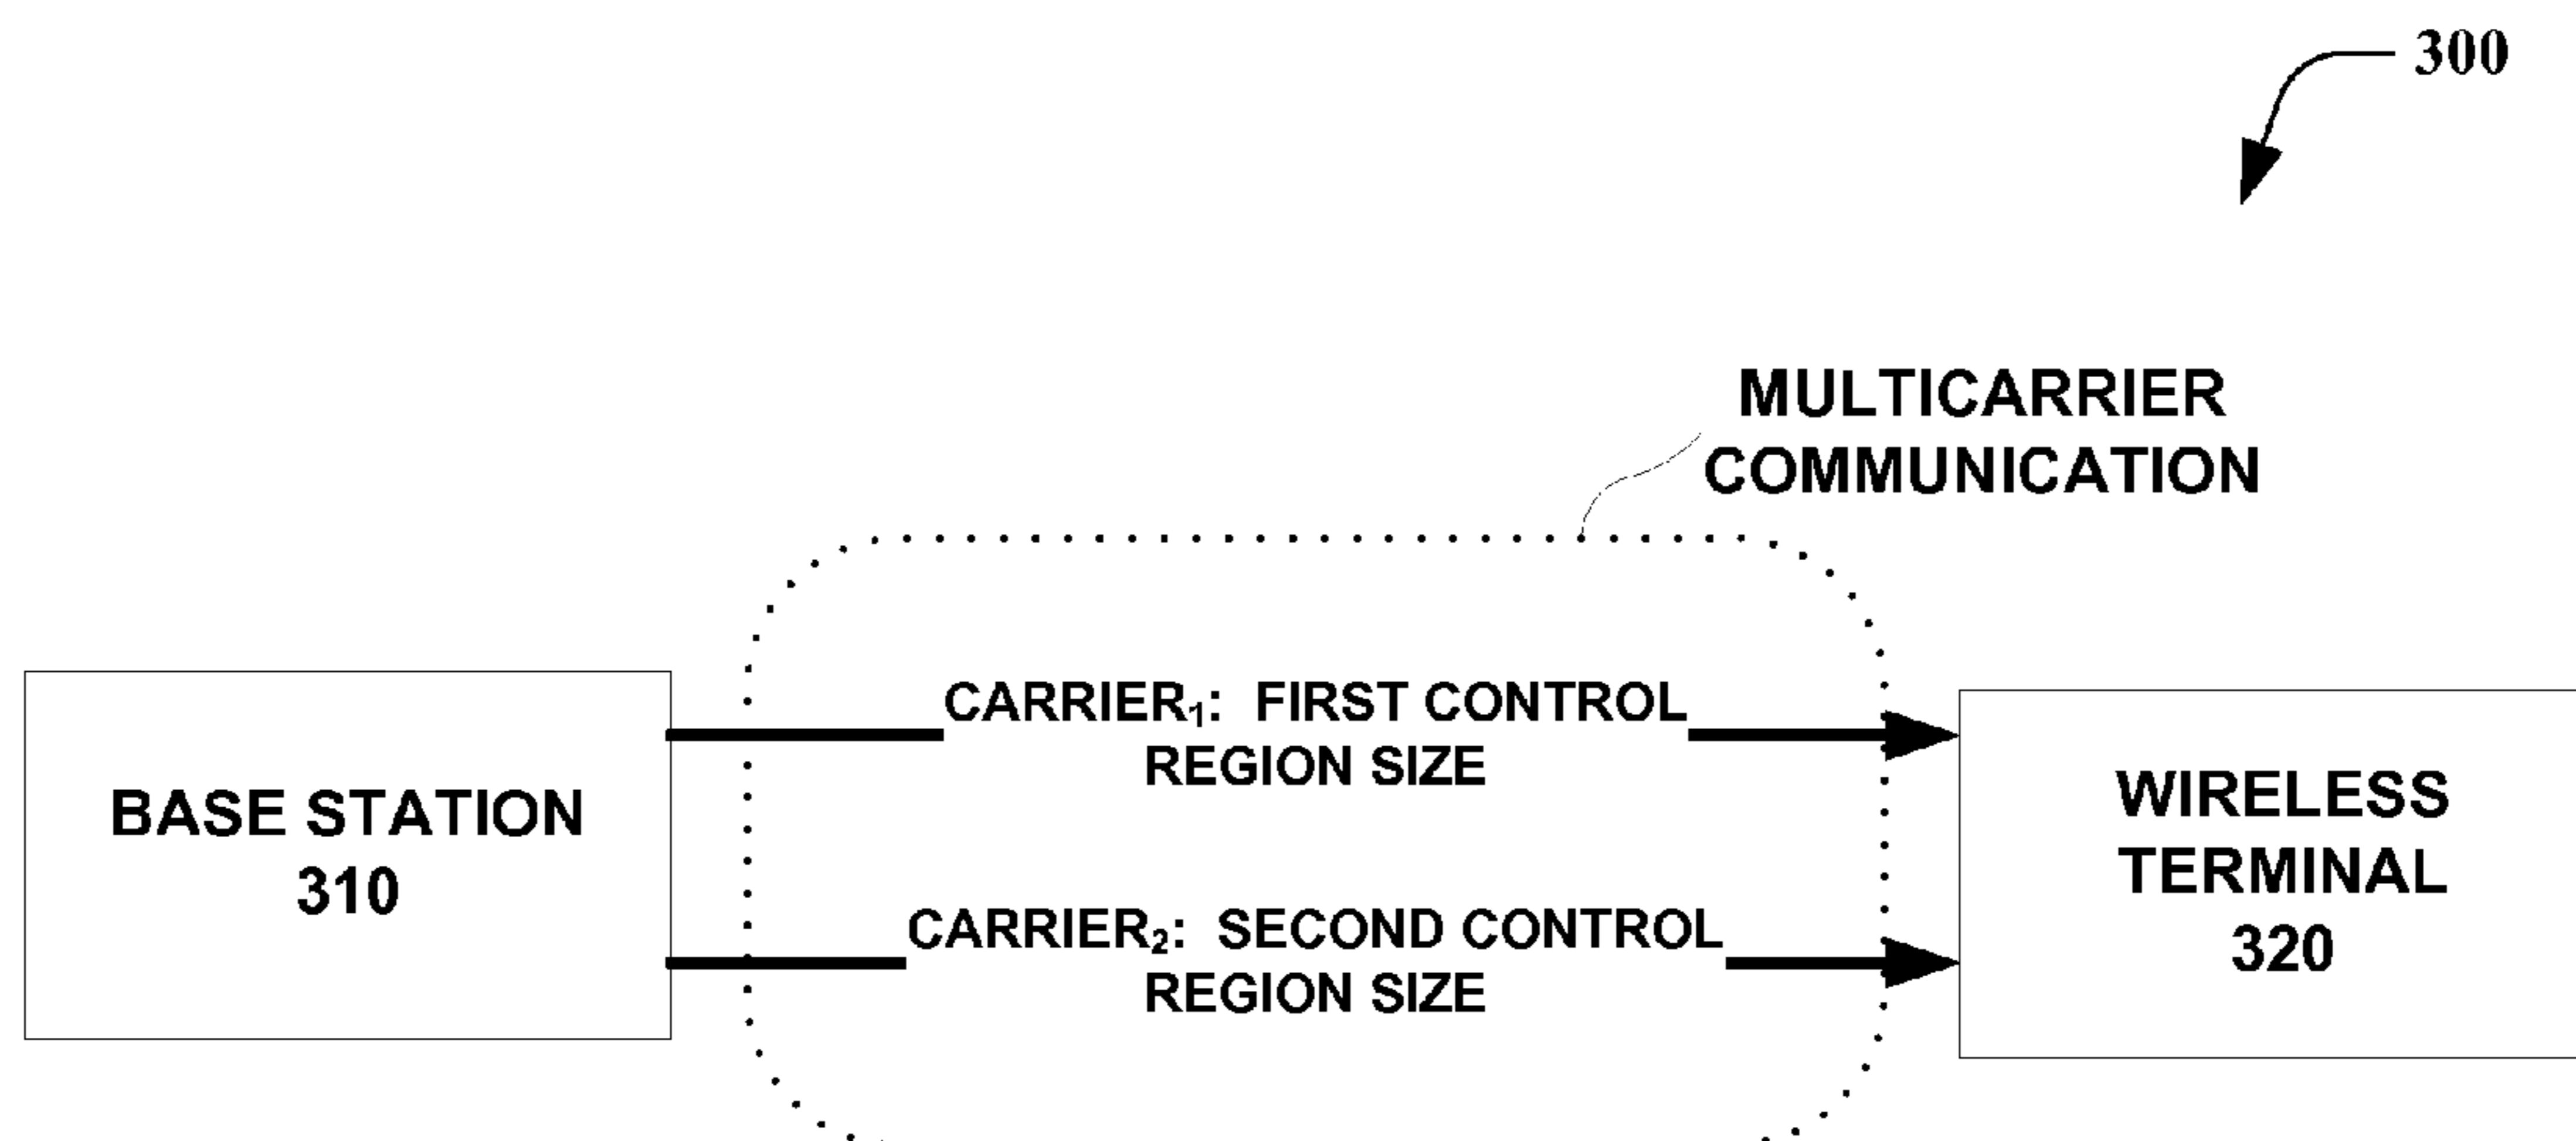 300
MULTICARRIER
COMMUNICATION
CARRIER₁: FIRST CONTROL
REGION SIZE
BASE STATION
310
WIRELESS
TERMINAL
320
CARRIER₂: SECOND CONTROL
REGION SIZE